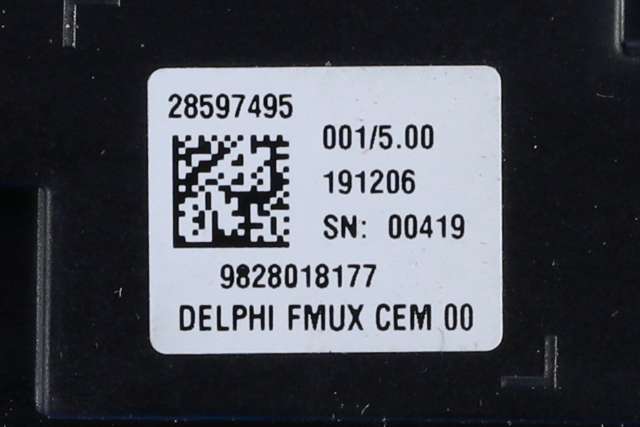 28597495
001/5.00
191206
SN: 00419
9828018177
DELPHI FMUX CEM 00